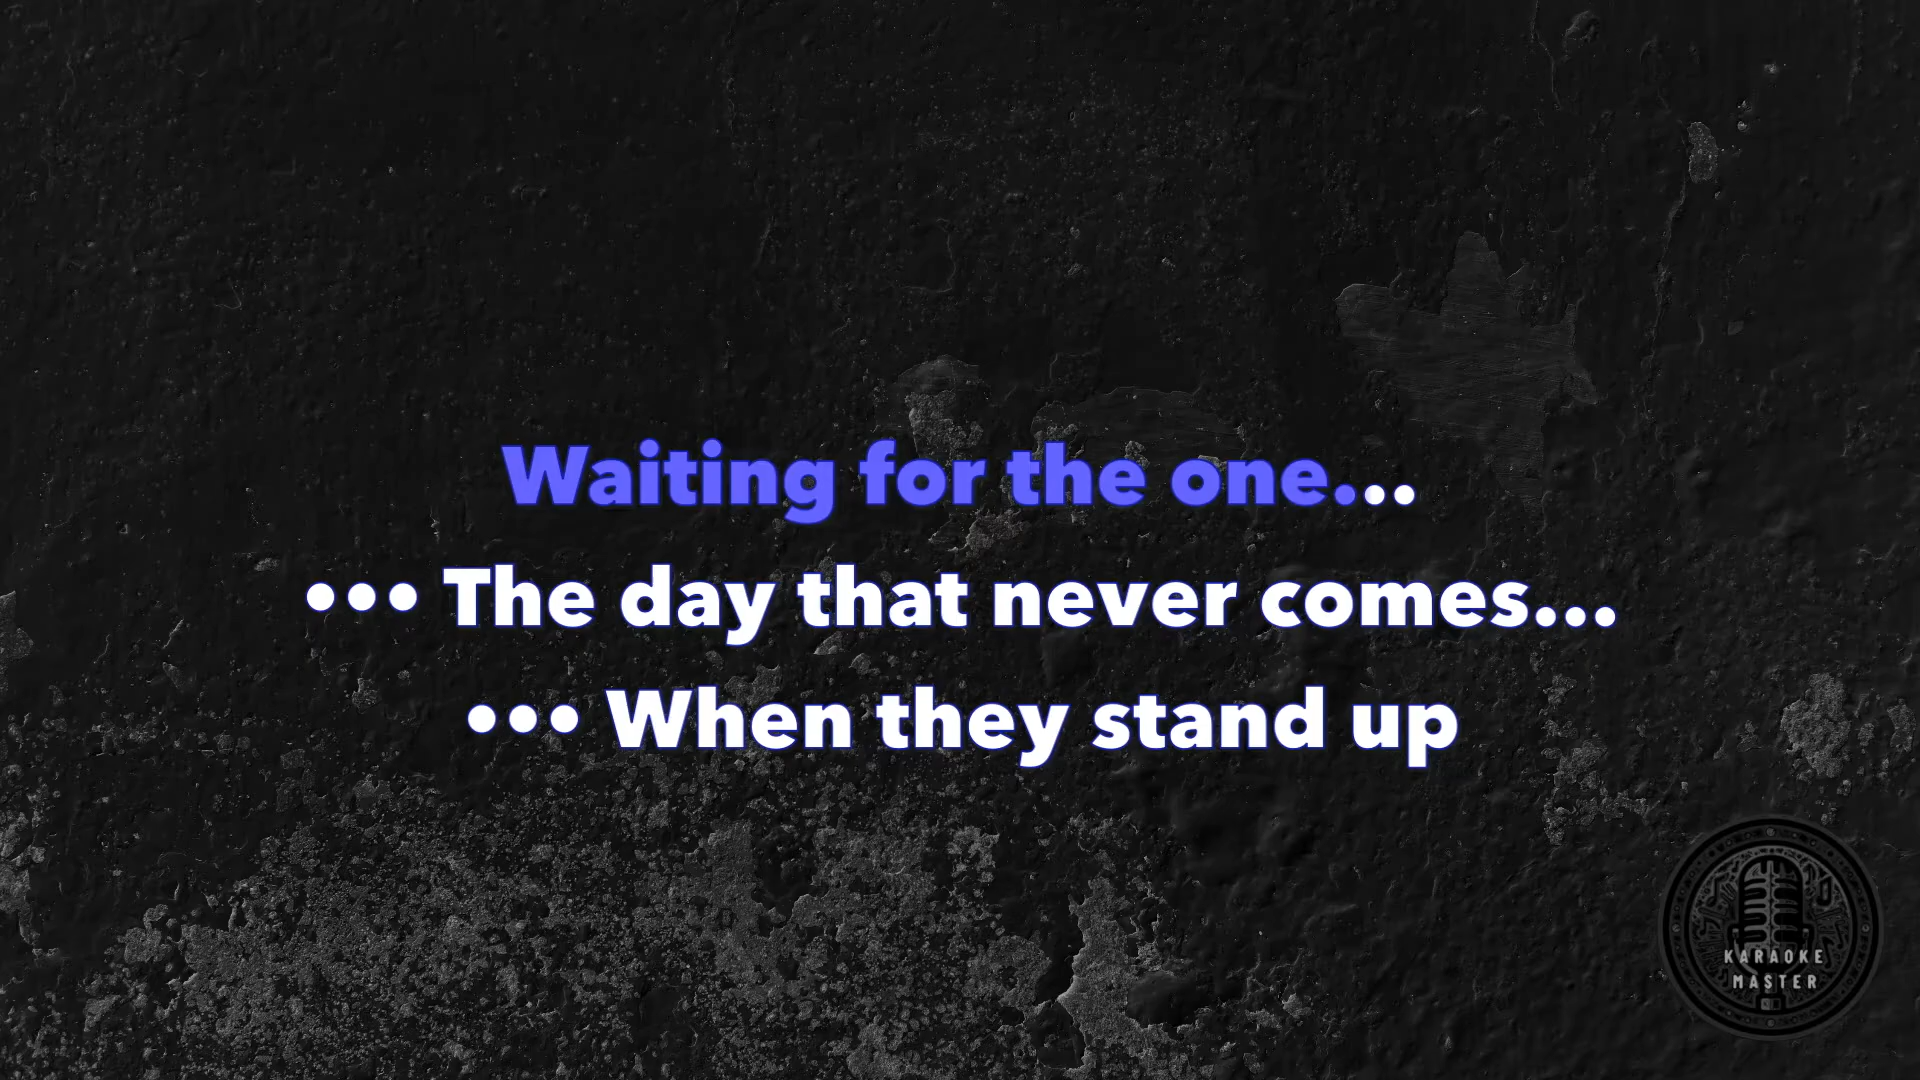 Waiting for the one...
••• The day that never comes...
••• When they stand up
KARAOKE
MASTER